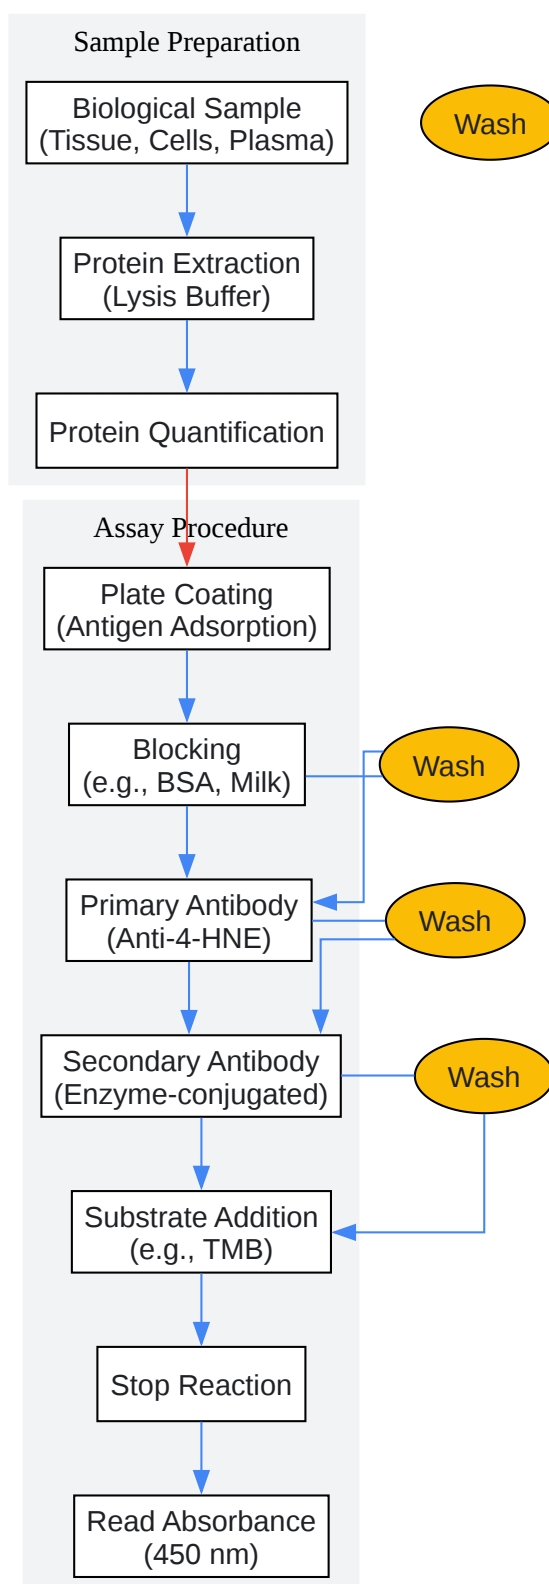 Sample Preparation
Biological Sample
(Tissue, Cells, Plasma)
Wash
Protein Extraction
(Lysis Buffer)
Protein Quantification
Assay Procedure
Plate Coating
(Antigen Adsorption)
Blocking
(e.g., BSA, Milk)
Wash
Primary Antibody
(Anti-4-HNE)
Wash
Secondary Antibody
(Enzyme-conjugated)
Wash
Substrate Addition
(e.g., TMB)
Stop Reaction
Read Absorbance
(450 nm)